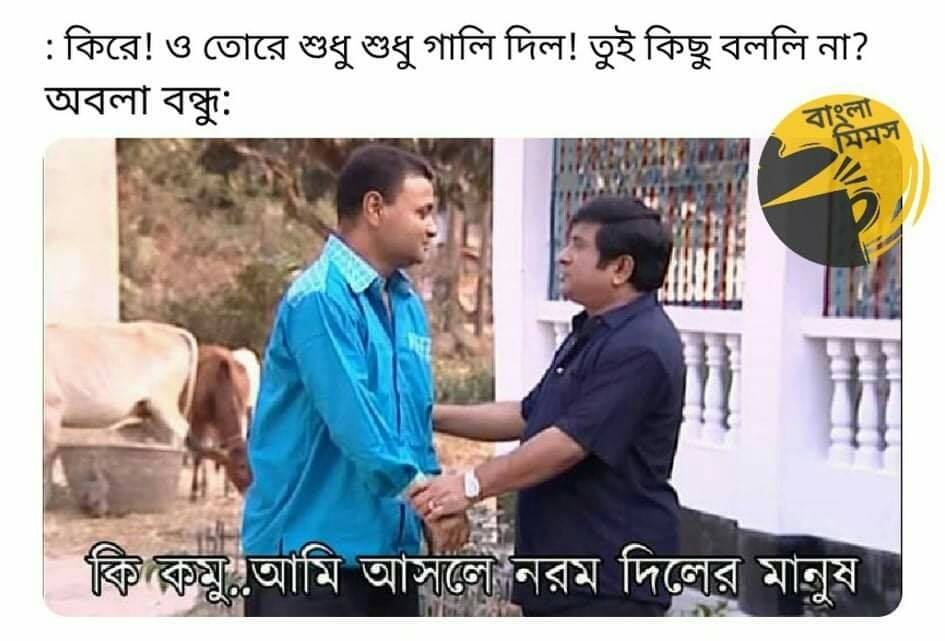 : কিরে! ও তোরে শুধু শুধু গালি দিল! তুই কিছু বললি না?
অবলা বন্ধু:
বাংলা
মিমস
কি কমু..আমি আসলে নরম দিলের মানুষ